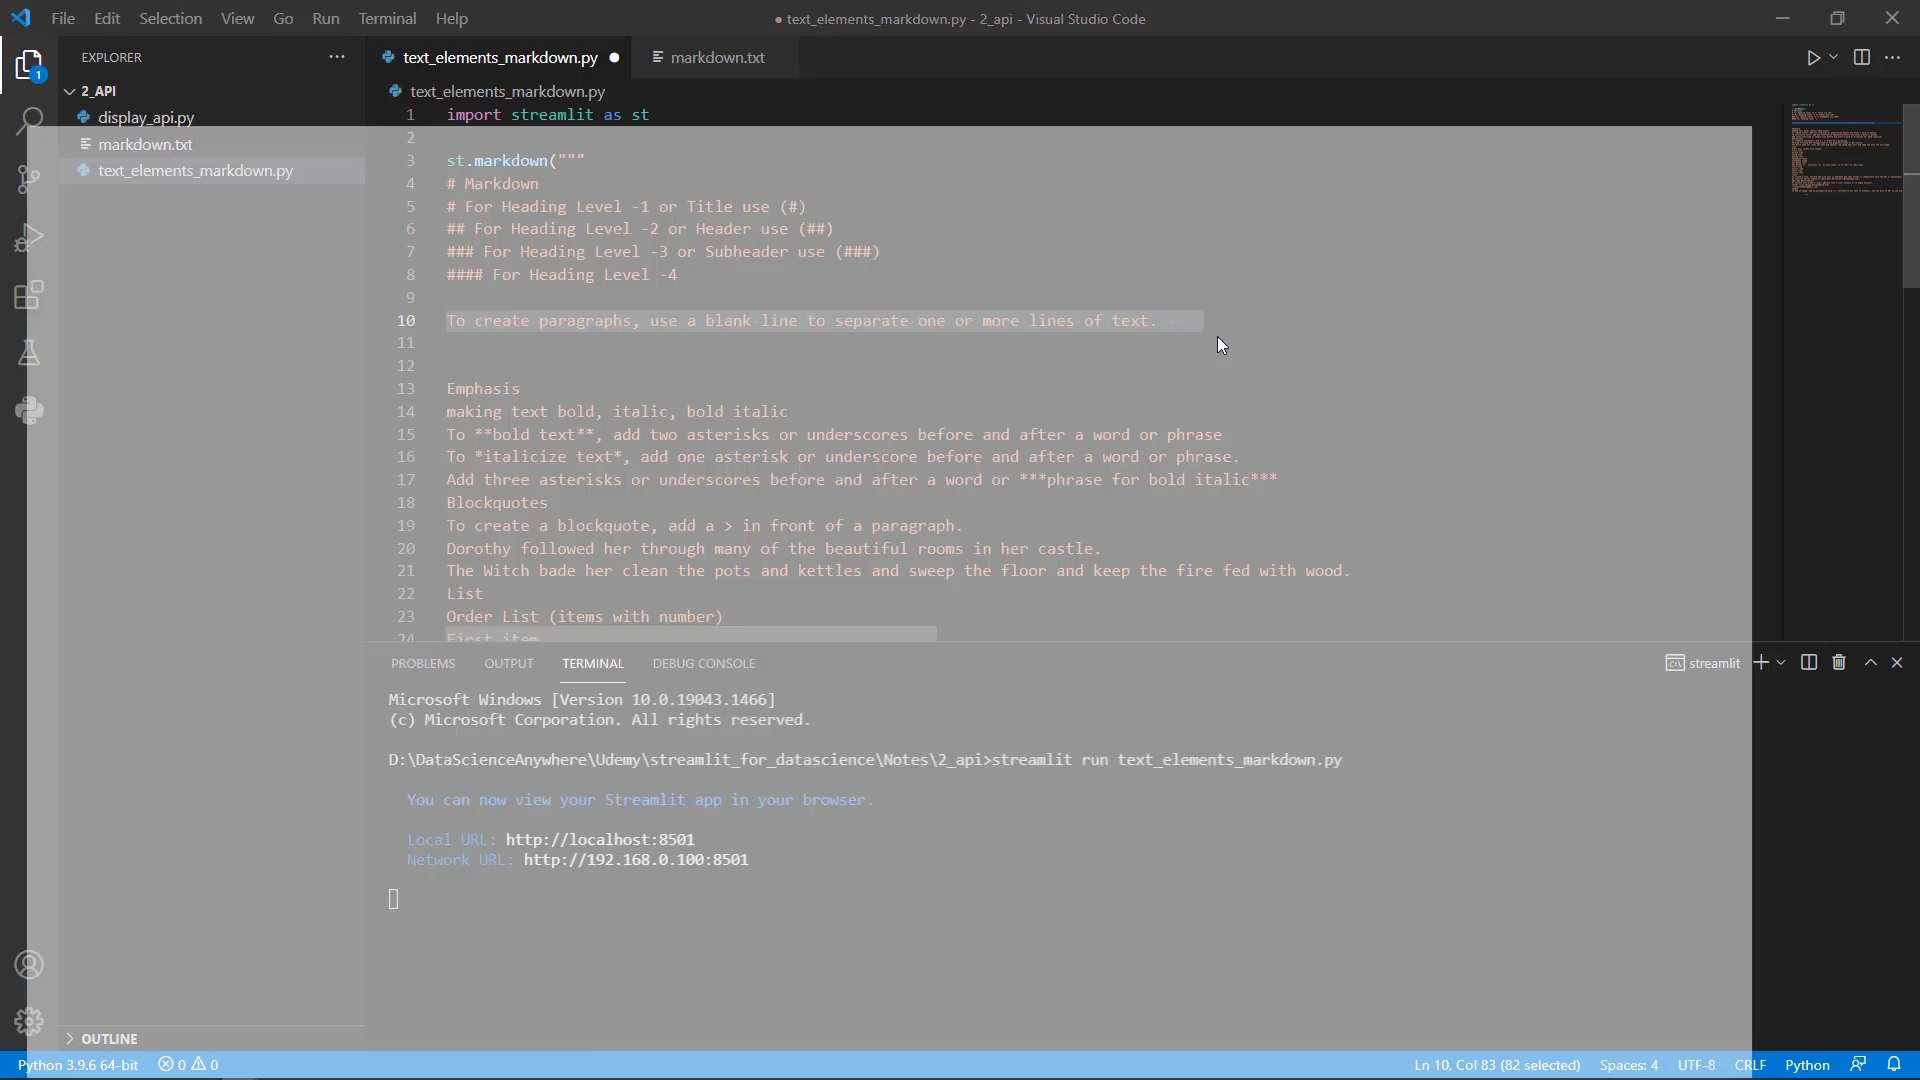 File Edit Selection View Go Run Terminal Help
● text_elements_markdown.py - 2_api - Visual Studio Code
EXPLORER
text_elements_markdown.py
markdown.txt
1
2_API
display_api.py
markdown.txt
text_elements_markdown.py
OUTLINE
text_elements_markdown.py
1 import streamlit as st
2
3 st.markdown("""
4 # Markdown
5 # For Heading Level -1 or Title use (#)
6 ## For Heading Level -2 or Header use (##)
7 ### For Heading Level -3 or Subheader use (###)
8 #### For Heading Level -4
9
10 To create paragraphs, use a blank line to separate one or more lines of text.
11
12
13 Emphasis
14 making text bold, italic, bold italic
15 To **bold text**, add two asterisks or underscores before and after a word or phrase
16 To *italicize text*, add one asterisk or underscore before and after a word or phrase.
17 Add three asterisks or underscores before and after a word or ***phrase for bold italic***
18 Blockquotes
19 To create a blockquote, add a > in front of a paragraph.
20 Dorothy followed her through many of the beautiful rooms in her castle.
21 The Witch bade her clean the pots and kettles and sweep the floor and keep the fire fed with wood.
22 List
23 Order List (items with number)
24 First item
PROBLEMS OUTPUT TERMINAL DEBUG CONSOLE
streamlit
Microsoft Windows [Version 10.0.19043.1466]
(c) Microsoft Corporation. All rights reserved.
D:\DataScienceAnywhere\Udemy\streamlit_for_datascience\Notes\2_api>streamlit run text_elements_markdown.py
You can now view your Streamlit app in your browser.
Local URL: http://localhost:8501
Network URL: http://192.168.0.100:8501
Python 3.9.6 64-bit 0 0
Ln 10, Col 83 (82 selected) Spaces: 4 UTF-8 CRLF Python